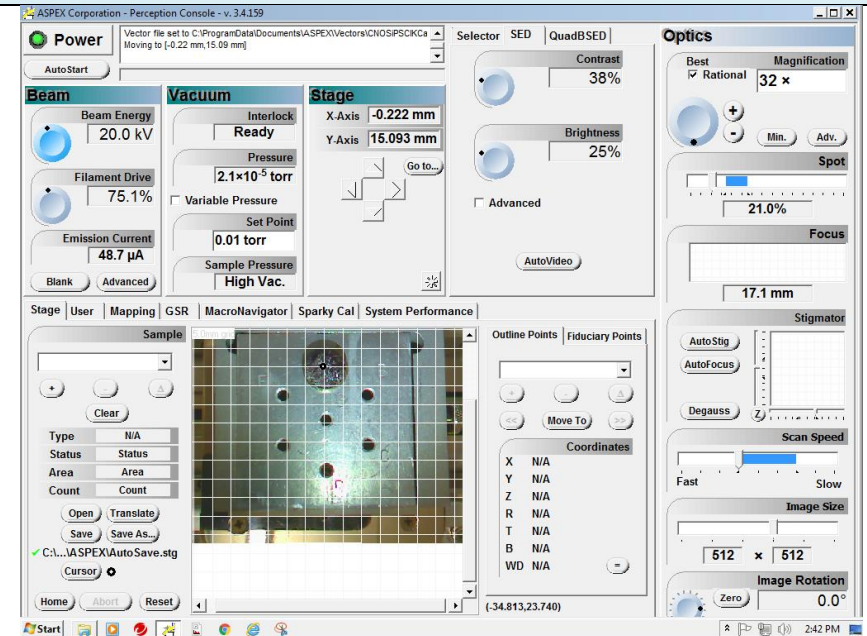 ASPEX Corporation - Perception Console - v. 3.4.159
Power
Vector file set to C:\ProgramData\Documents\ASPEX\Vectors\CNOSIPSCIKCa
Moving to [-0.22 mm,15.09 mm]
AutoStart
Beam
Beam Energy
20.0 kV
Filament Drive
75.1%
Emission Current
48.7 µA
Blank
Advanced
Vacuum
Interlock
Ready
Pressure
2.1×10-5 torr
Variable Pressure
Set Point
0.01 torr
Sample Pressure
High Vac.
Stage
X-Axis -0.222 mm
Y-Axis 15.093 mm
Go to...
Selector SED QuadBSED
Contrast
38%
Brightness
25%
Advanced
AutoVideo
Optics
Best
Rational
Magnification
32 ×
+
-
Min. Adv.
Spot
21.0%
Focus
17.1 mm
Stigmator
AutoStig
AutoFocus
Degauss
Z
Scan Speed
Fast Slow
Image Size
512 × 512
Image Rotation
Zero 0.0°
Stage User Mapping GSR MacroNavigator Sparky Cal System Performance
Sample
+ - Δ
Clear
Type N/A
Status Status
Area Area
Count Count
Open Translate
Save Save As...
C:\...\ASPEX\AutoSave.stg
Cursor
Home Abort Reset
5.0mm grid
Outline Points Fiduciary Points
+ - Δ
<< Move To >>
Coordinates
X N/A
Y N/A
Z N/A
R N/A
T N/A
B N/A
WD N/A
=
(-34.813,23.740)
Start
2:42 PM